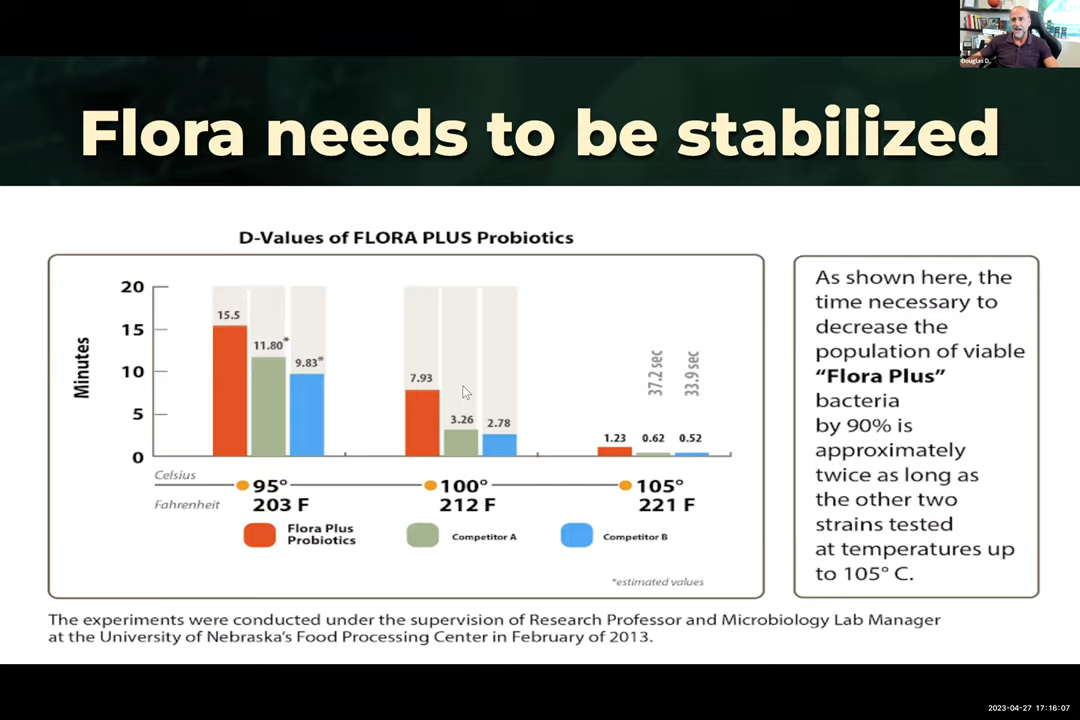 Douglas D.
Flora needs to be stabilized
D-Values of FLORA PLUS Probiotics
Minutes
20
15
10
5
0
15.5
11.80*
9.83*
7.93
3.26
2.78
37.2 sec
33.9 sec
1.23
0.62
0.52
Celsius
95°
100°
105°
Fahrenheit
203 F
212 F
221 F
Flora Plus
Probiotics
Competitor A
Competitor B
*estimated values
As shown here, the
time necessary to
decrease the
population of viable
“Flora Plus”
bacteria
by 90% is
approximately
twice as long as
the other two
strains tested
at temperatures up
to 105° C.
The experiments were conducted under the supervision of Research Professor and Microbiology Lab Manager
at the University of Nebraska's Food Processing Center in February of 2013.
2023-04-27 17:16:07